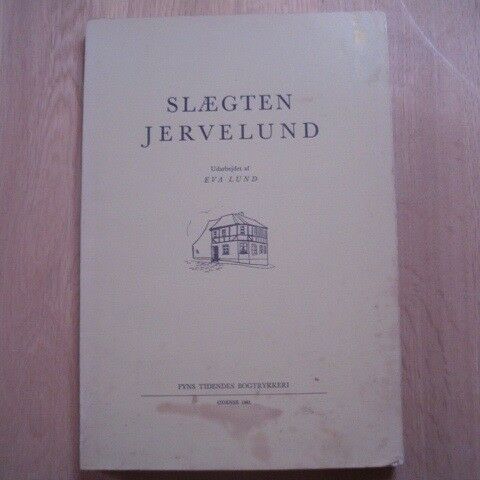 SLÆGTEN
JERVELUND
Udarbejdet af
EVA LUND
FYNS TIDENDES BOGTRYKKERI
ODENSE